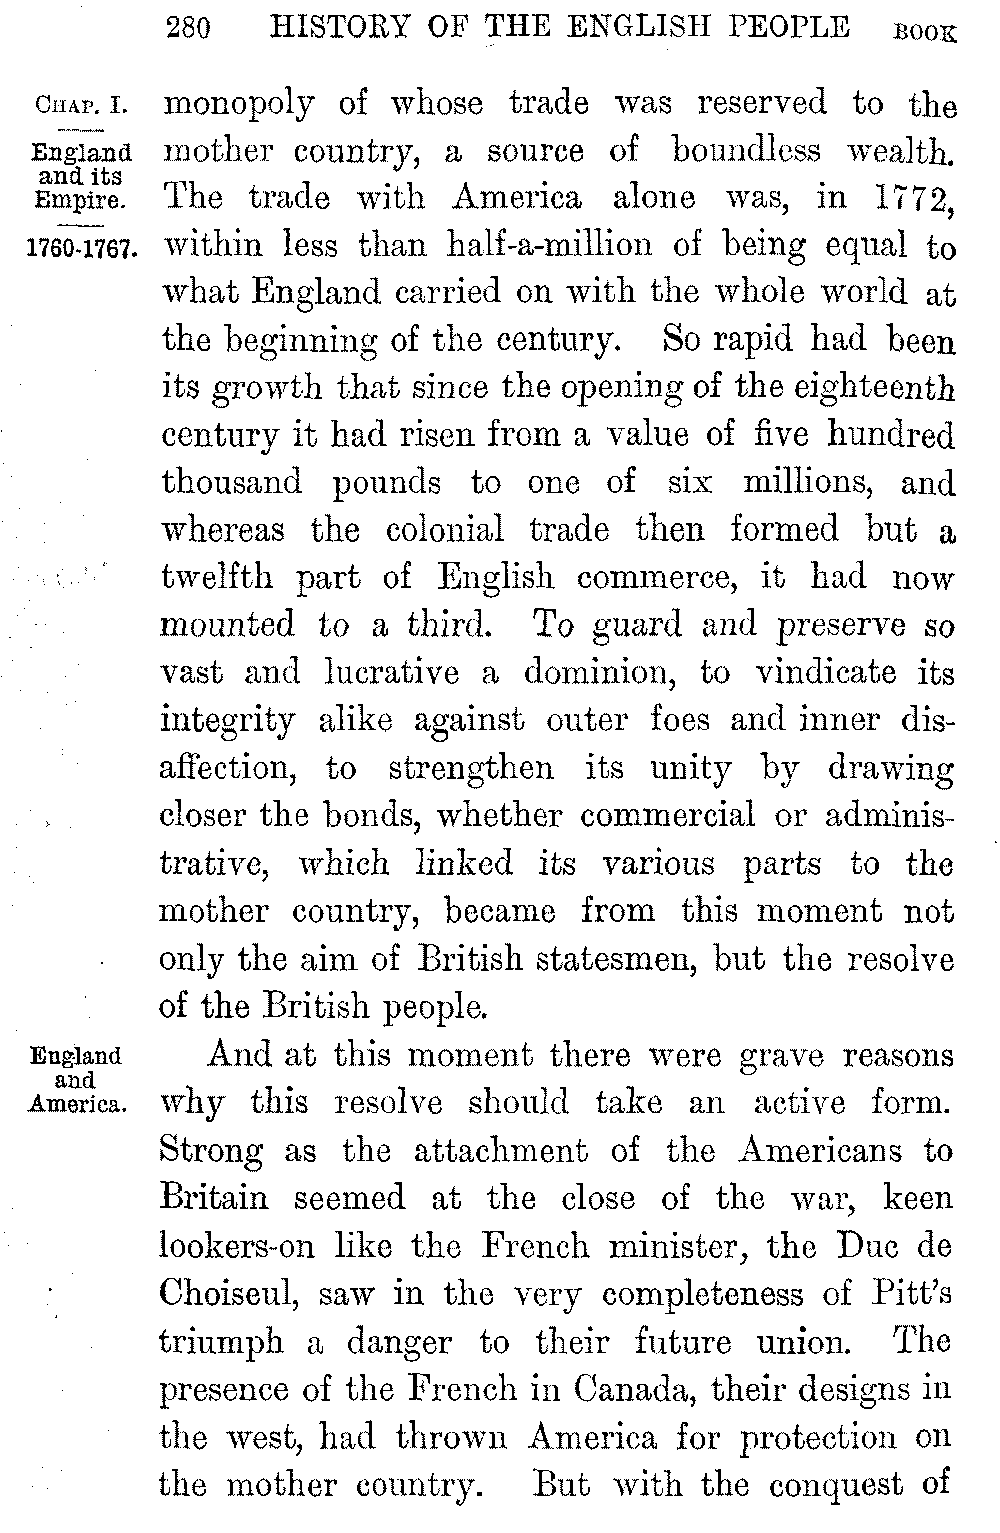 280 HISTORY OF THE ENGLISH PEOPLE BOOK
CHAP. I.
England
and its
Empire.
1760-1767.
monopoly of whose trade was reserved to the
mother country, a source of boundless wealth.
The trade with America alone was, in 1772,
within less than half-a-million of being equal to
what England carried on with the whole world at
the beginning of the century. So rapid had been
its growth that since the opening of the eighteenth
century it had risen from a value of five hundred
thousand pounds to one of six millions, and
whereas the colonial trade then formed but a
twelfth part of English commerce, it had now
mounted to a third. To guard and preserve so
vast and lucrative a dominion, to vindicate its
integrity alike against outer foes and inner dis-
affection, to strengthen its unity by drawing
closer the bonds, whether commercial or adminis-
trative, which linked its various parts to the
mother country, became from this moment not
only the aim of British statesmen, but the resolve
of the British people.
England
and
America.
And at this moment there were grave reasons
why this resolve should take an active form.
Strong as the attachment of the Americans to
Britain seemed at the close of the war, keen
lookers-on like the French minister, the Duc de
Choiseul, saw in the very completeness of Pitt's
triumph a danger to their future union. The
presence of the French in Canada, their designs in
the west, had thrown America for protection on
the mother country. But with the conquest of